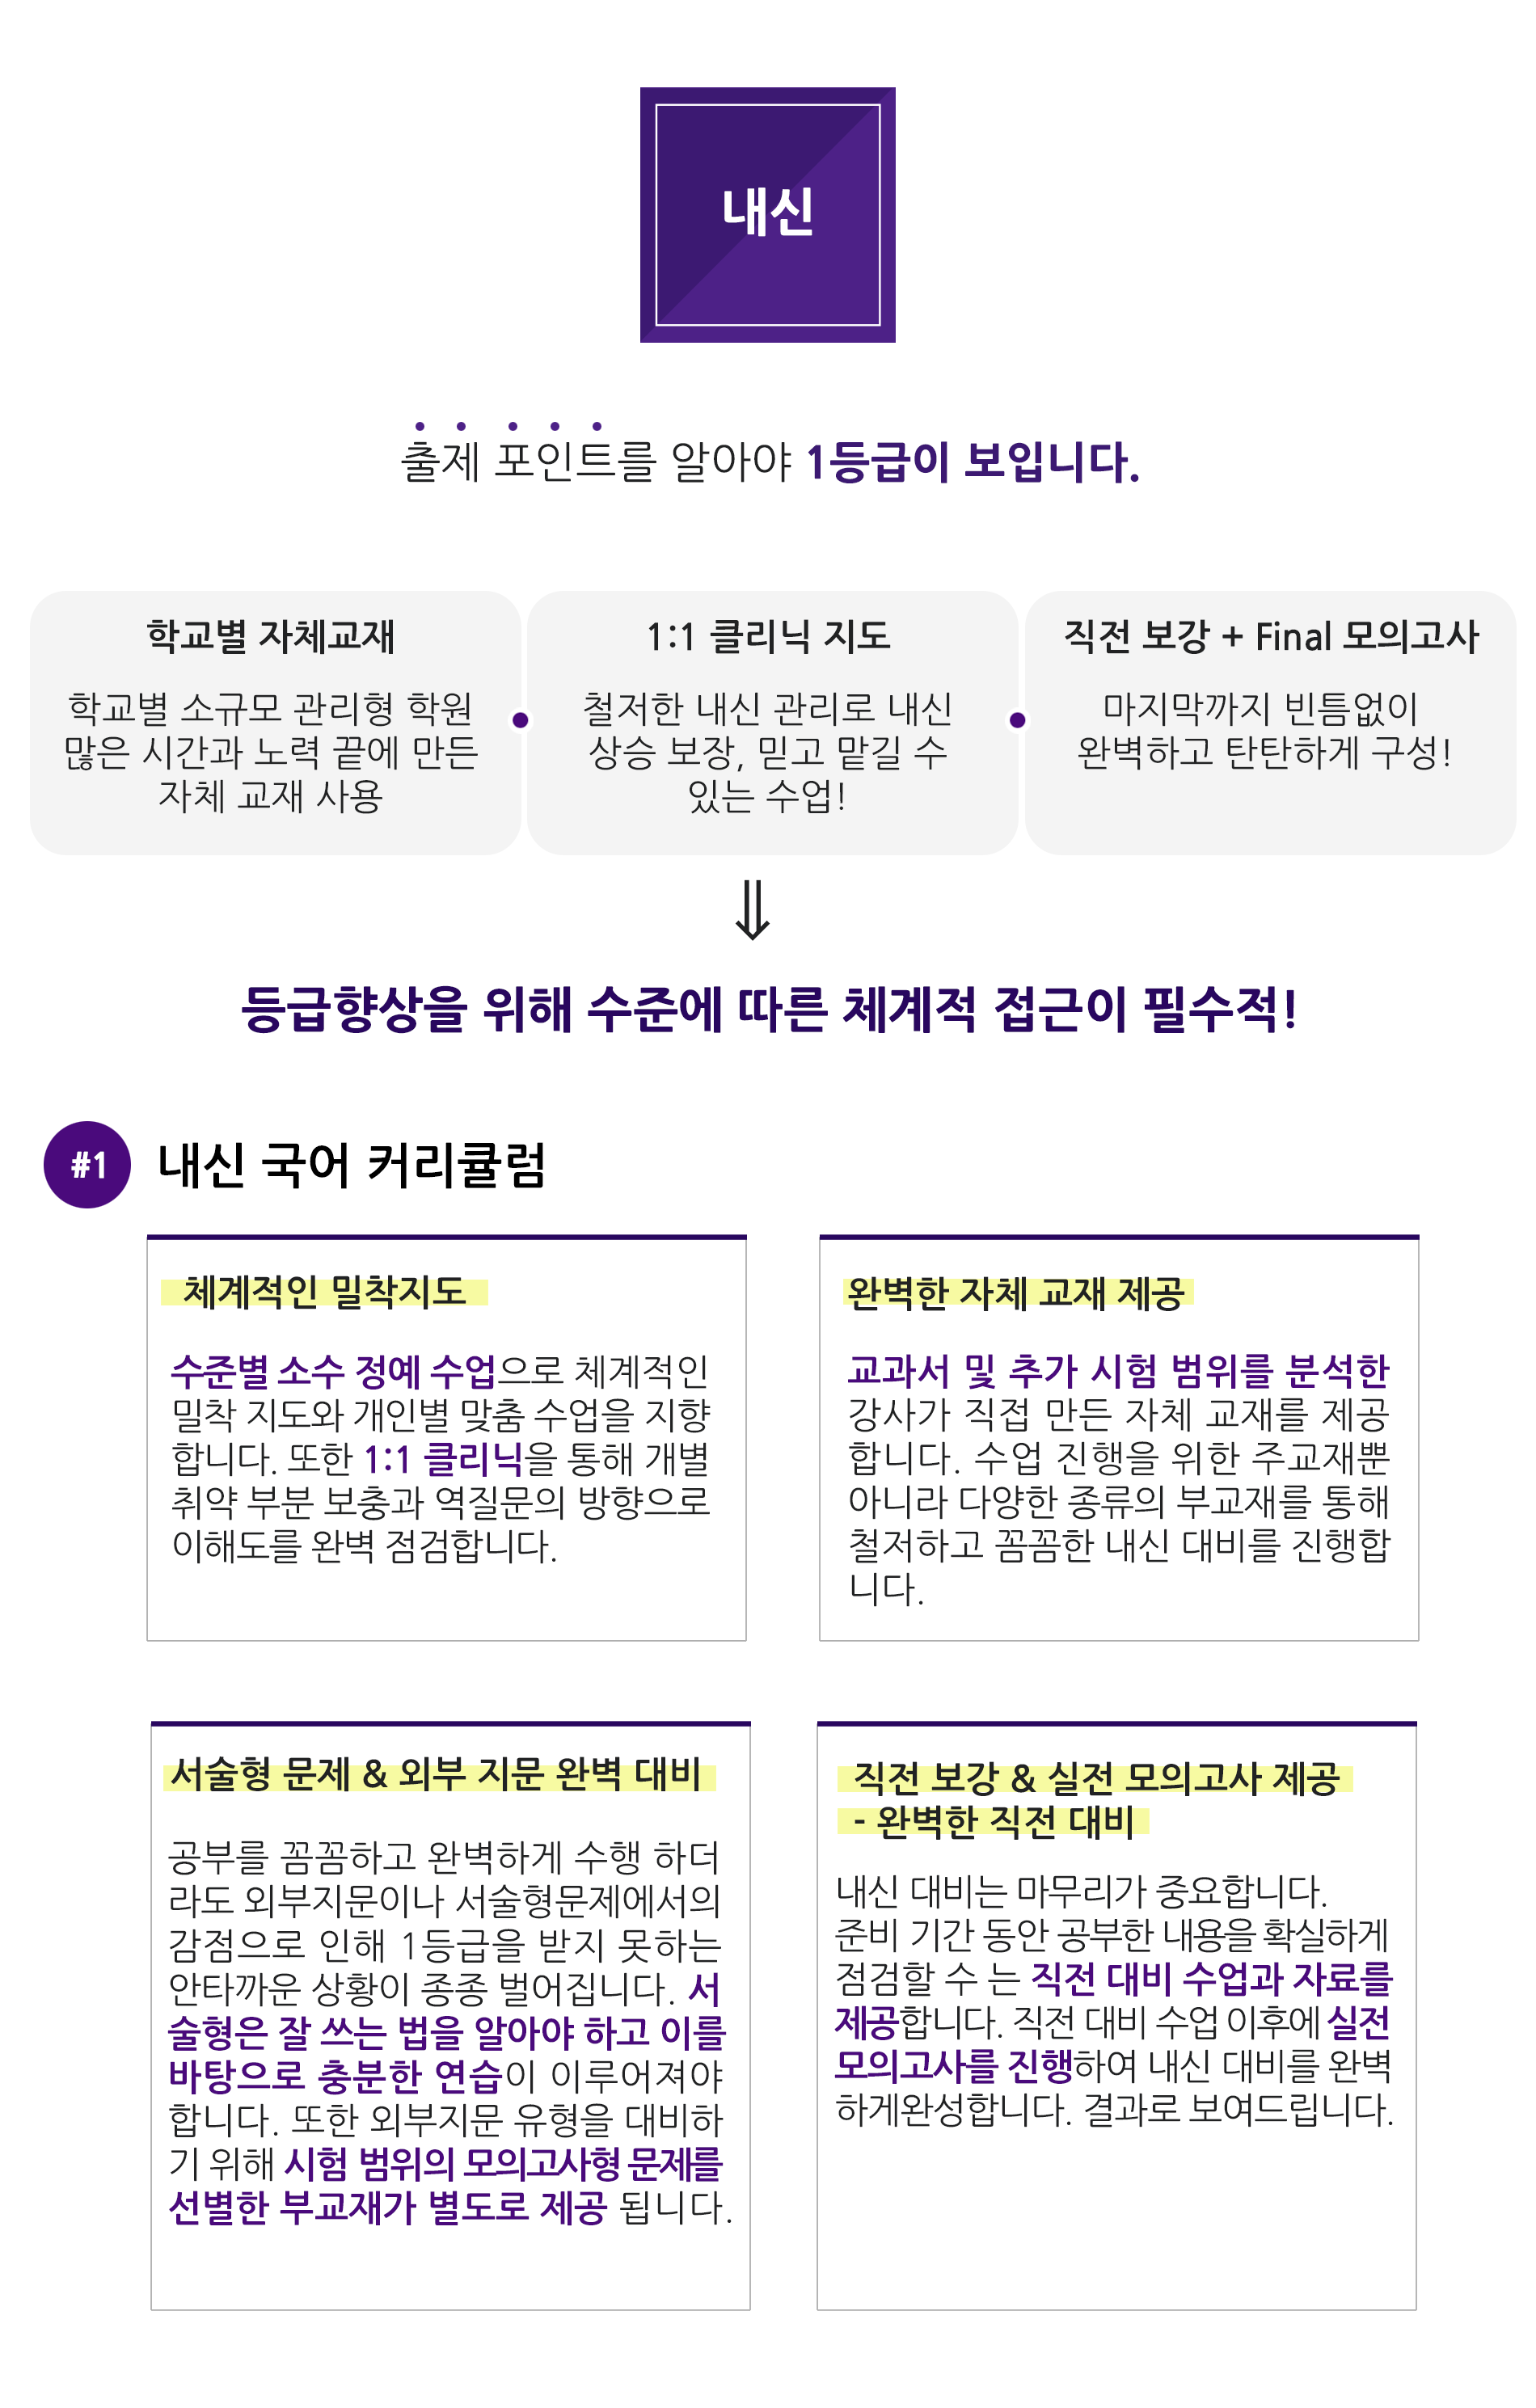 내신
출제 포인트를 알아야 1등급이 보입니다.
학교별 자체교재
학교별 소규모 관리형 학원
많은 시간과 노력 끝에 만든
자체 교재 사용
1:1 클리닉 지도
철저한 내신 관리로 내신
상승 보장, 믿고 맡길 수
있는 수업!
직전 보강 + Final 모의고사
마지막까지 빈틈없이
완벽하고 탄탄하게 구성!
⇓
등급향상을 위해 수준에 따른 체계적 접근이 필수적!
#1 내신 국어 커리큘럼
체계적인 밀착지도
수준별 소수 정예 수업으로 체계적인
밀착 지도와 개인별 맞춤 수업을 지향
합니다. 또한 1:1 클리닉을 통해 개별
취약 부분 보충과 역질문의 방향으로
이해도를 완벽 점검합니다.
완벽한 자체 교재 제공
교과서 및 추가 시험 범위를 분석한
강사가 직접 만든 자체 교재를 제공
합니다. 수업 진행을 위한 주교재뿐
아니라 다양한 종류의 부교재를 통해
철저하고 꼼꼼한 내신 대비를 진행합
니다.
서술형 문제 & 외부 지문 완벽 대비
공부를 꼼꼼하고 완벽하게 수행 하더
라도 외부지문이나 서술형문제에서의
감점으로 인해 1등급을 받지 못하는
안타까운 상황이 종종 벌어집니다. 서
술형은 잘 쓰는 법을 알아야 하고 이를
바탕으로 충분한 연습이 이루어져야
합니다. 또한 외부지문 유형을 대비하
기 위해 시험 범위의 모의고사형 문제를
선별한 부교재가 별도로 제공 됩니다.
직전 보강 & 실전 모의고사 제공
- 완벽한 직전 대비
내신 대비는 마무리가 중요합니다.
준비 기간 동안 공부한 내용을 확실하게
점검할 수 는 직전 대비 수업과 자료를
제공합니다. 직전 대비 수업 이후에 실전
모의고사를 진행하여 내신 대비를 완벽
하게완성합니다. 결과로 보여드립니다.